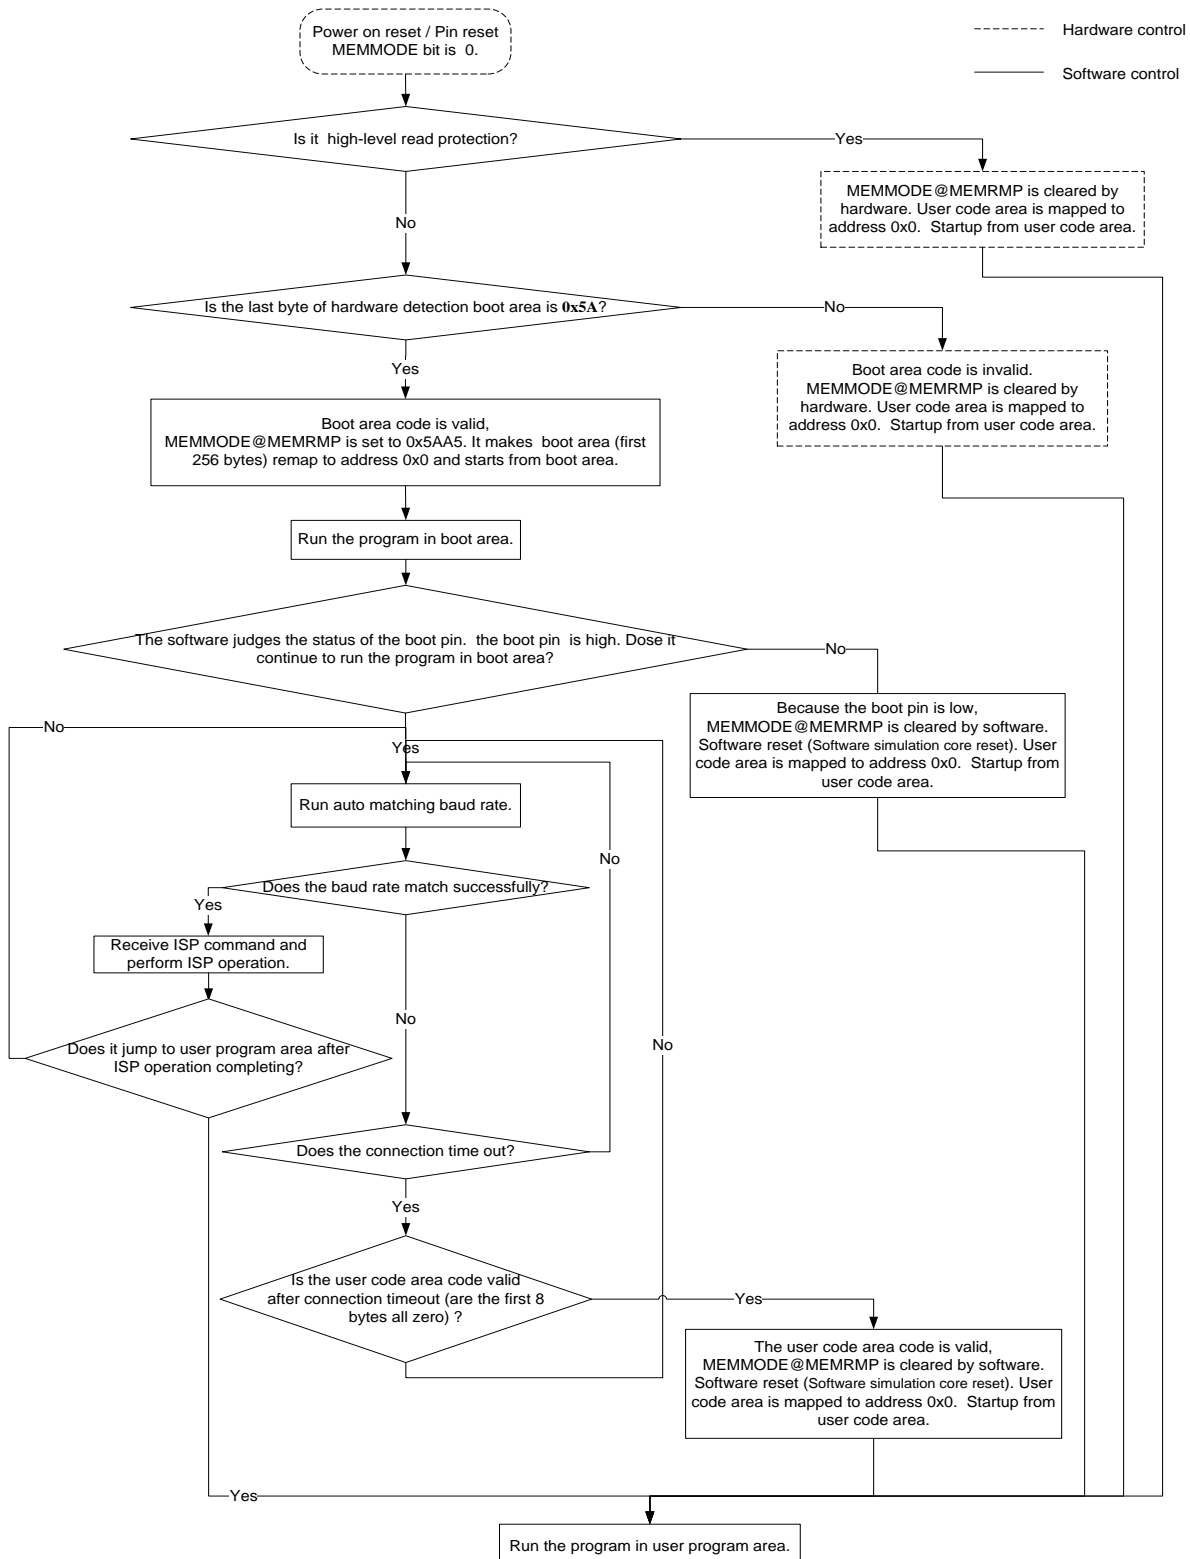 Power on reset / Pin reset
MEMMODE bit is 0.
Hardware control
Software control
Is it high-level read protection?
Yes
MEMMODE@MEMRMP is cleared by
hardware. User code area is mapped to
address 0x0. Startup from user code area.
No
Is the last byte of hardware detection boot area is 0x5A?
No
Yes
Boot area code is invalid.
MEMMODE@MEMRMP is cleared by
hardware. User code area is mapped to
address 0x0. Startup from user code area.
Boot area code is valid,
MEMMODE@MEMRMP is set to 0x5AA5. It makes boot area (first
256 bytes) remap to address 0x0 and starts from boot area.
Run the program in boot area.
The software judges the status of the boot pin. the boot pin is high. Dose it
continue to run the program in boot area?
No
Because the boot pin is low,
MEMMODE@MEMRMP is cleared by software.
Software reset (Software simulation core reset). User
code area is mapped to address 0x0. Startup from
user code area.
No
Yes
Run auto matching baud rate.
No
Does the baud rate match successfully?
Yes
Receive ISP command and
perform ISP operation.
No
No
Does it jump to user program area after
ISP operation completing?
Does the connection time out?
Yes
Is the user code area code valid
after connection timeout (are the first 8
bytes all zero) ?
Yes
The user code area code is valid,
MEMMODE@MEMRMP is cleared by software.
Software reset (Software simulation core reset). User
code area is mapped to address 0x0. Startup from
user code area.
Yes
Run the program in user program area.